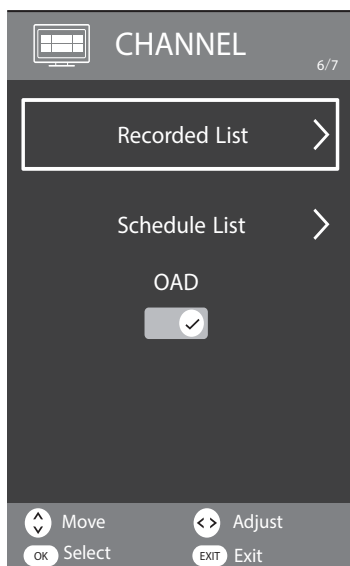 CHANNEL
6/7
Recorded List
Schedule List
OAD
Move Adjust
OK Select EXIT Exit